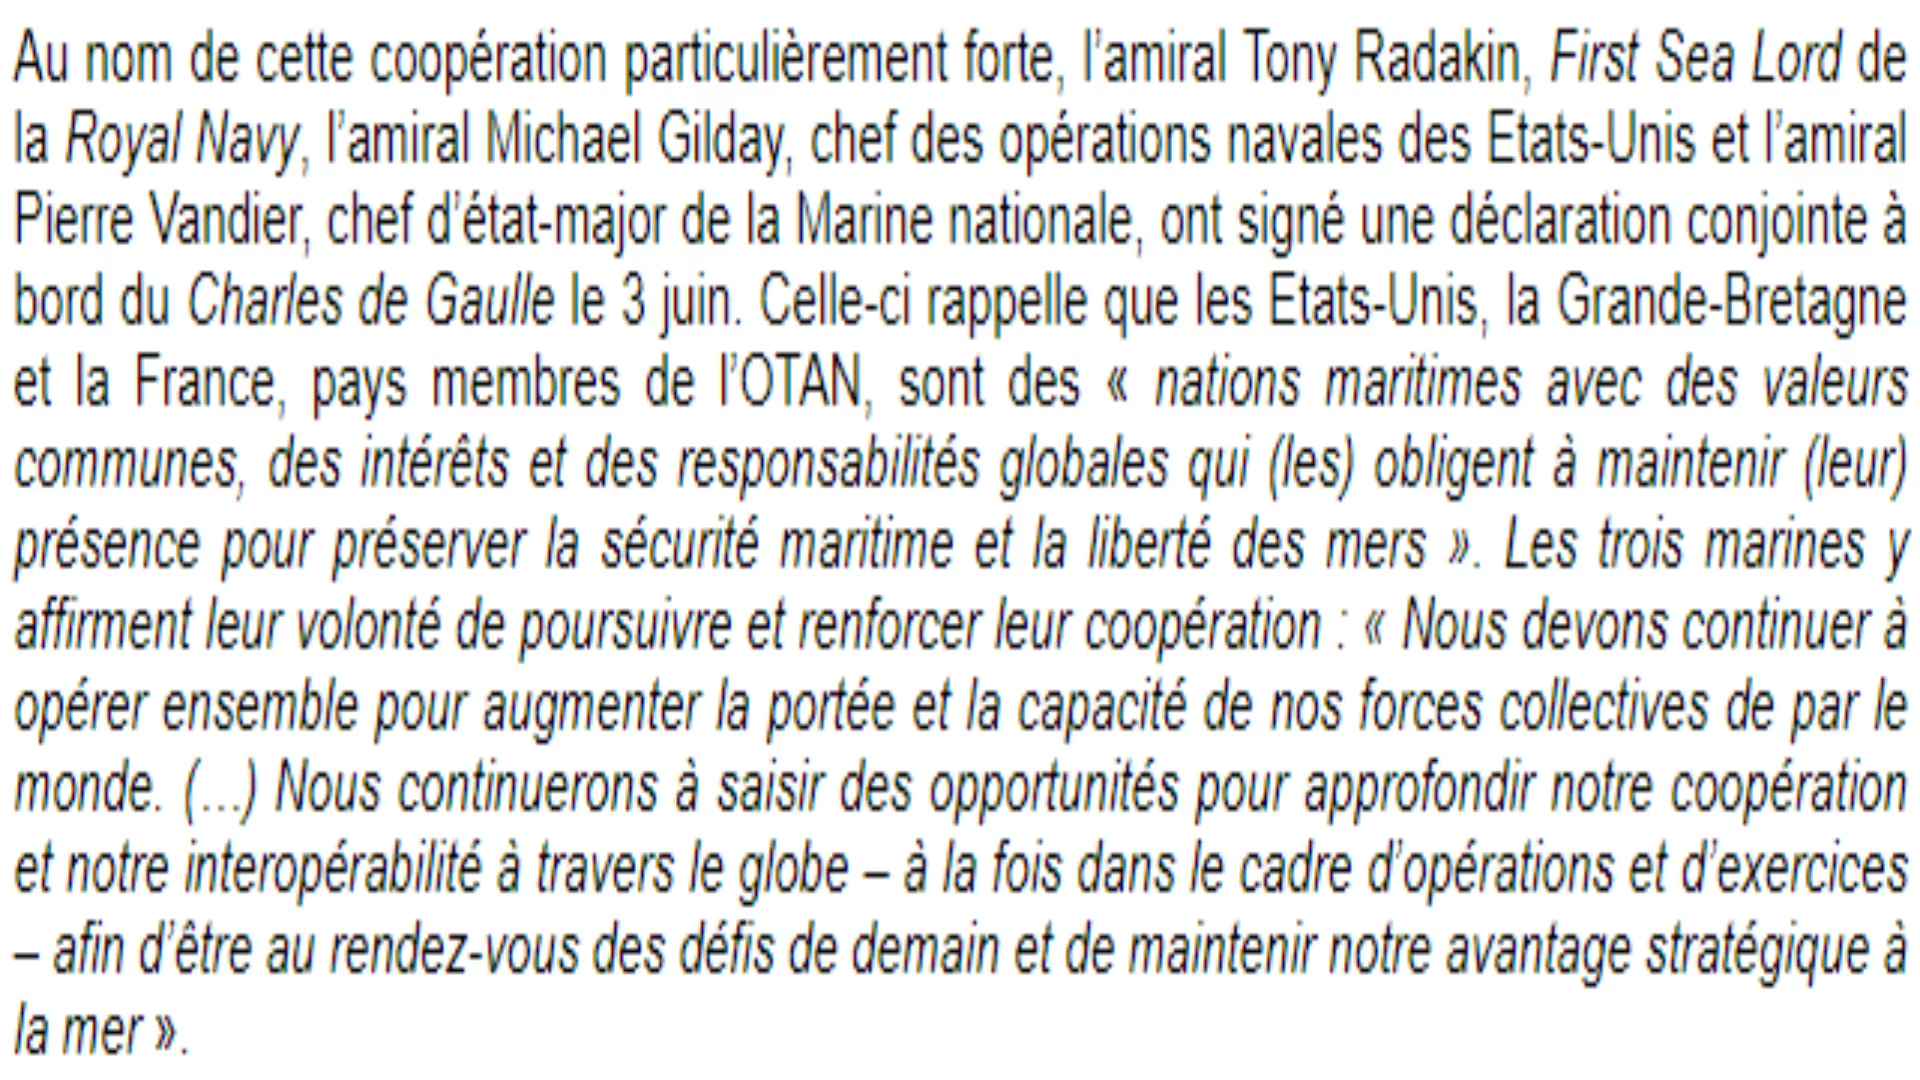 Au nom de cette coopération particulièrement forte, l’amiral Tony Radakin, First Sea Lord de
la Royal Navy, l’amiral Michael Gilday, chef des opérations navales des Etats-Unis et l’amiral
Pierre Vandier, chef d’état-major de la Marine nationale, ont signé une déclaration conjointe à
bord du Charles de Gaulle le 3 juin. Celle-ci rappelle que les Etats-Unis, la Grande-Bretagne
et la France, pays membres de l’OTAN, sont des « nations maritimes avec des valeurs
communes, des intérêts et des responsabilités globales qui (les) obligent à maintenir (leur)
présence pour préserver la sécurité maritime et la liberté des mers ». Les trois marines y
affirment leur volonté de poursuivre et renforcer leur coopération : « Nous devons continuer à
opérer ensemble pour augmenter la portée et la capacité de nos forces collectives de par le
monde. (…) Nous continuerons à saisir des opportunités pour approfondir notre coopération
et notre interopérabilité à travers le globe – à la fois dans le cadre d’opérations et d’exercices
– afin d’être au rendez-vous des défis de demain et de maintenir notre avantage stratégique à
la mer ».